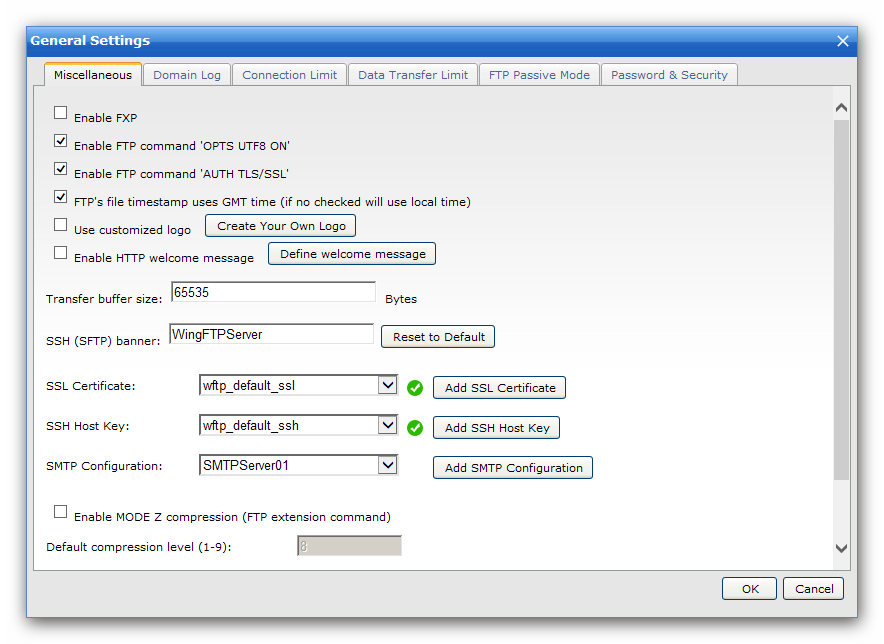 General Settings
Miscellaneous Domain Log Connection Limit Data Transfer Limit FTP Passive Mode Password & Security
Enable FXP
Enable FTP command 'OPTS UTF8 ON'
Enable FTP command 'AUTH TLS/SSL'
FTP's file timestamp uses GMT time (if no checked will use local time)
Use customized logo Create Your Own Logo
Enable HTTP welcome message Define welcome message
Transfer buffer size: 65535 Bytes
SSH (SFTP) banner: WingFTPServer Reset to Default
SSL Certificate: wftp_default_ssl Add SSL Certificate
SSH Host Key: wftp_default_ssh Add SSH Host Key
SMTP Configuration: SMTPServer01 Add SMTP Configuration
Enable MODE Z compression (FTP extension command)
Default compression level (1-9): 8
OK Cancel